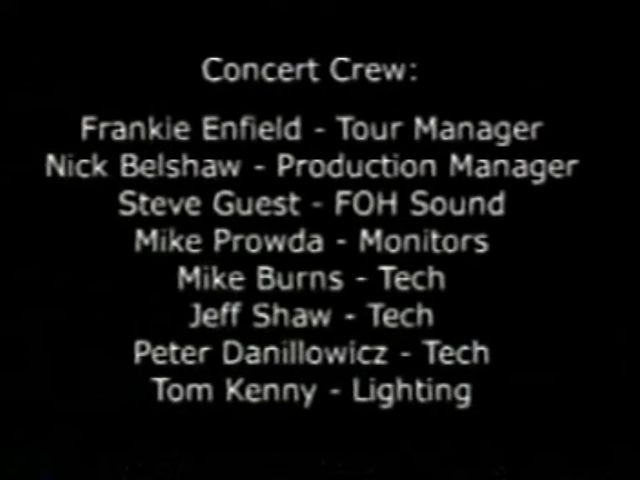 Concert Crew:
Frankie Enfield - Tour Manager
Nick Belshaw - Production Manager
Steve Guest - FOH Sound
Mike Prowda - Monitors
Mike Burns - Tech
Jeff Shaw - Tech
Peter Danillowicz - Tech
Tom Kenny - Lighting